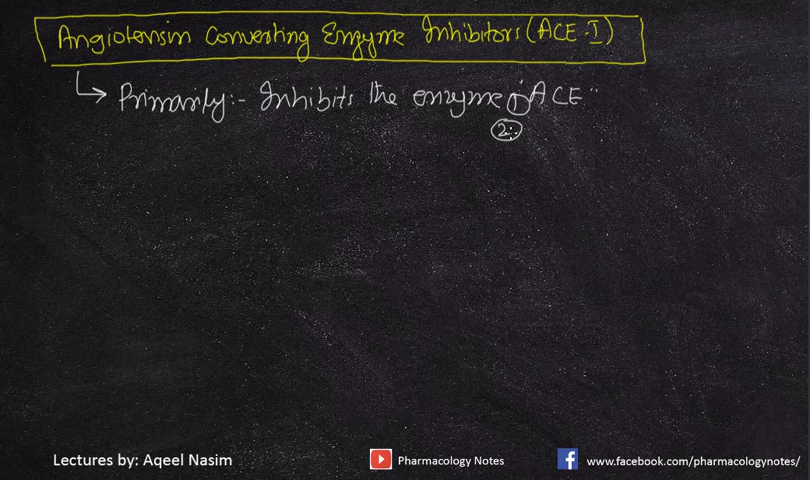 Angiotensin Converting Enzyme Inhibitors (ACE-I)
Primarily:- Inhibits the enzyme ① "ACE"
②:-
Lectures by: Aqeel Nasim
Pharmacology Notes
www.facebook.com/pharmacologynotes/